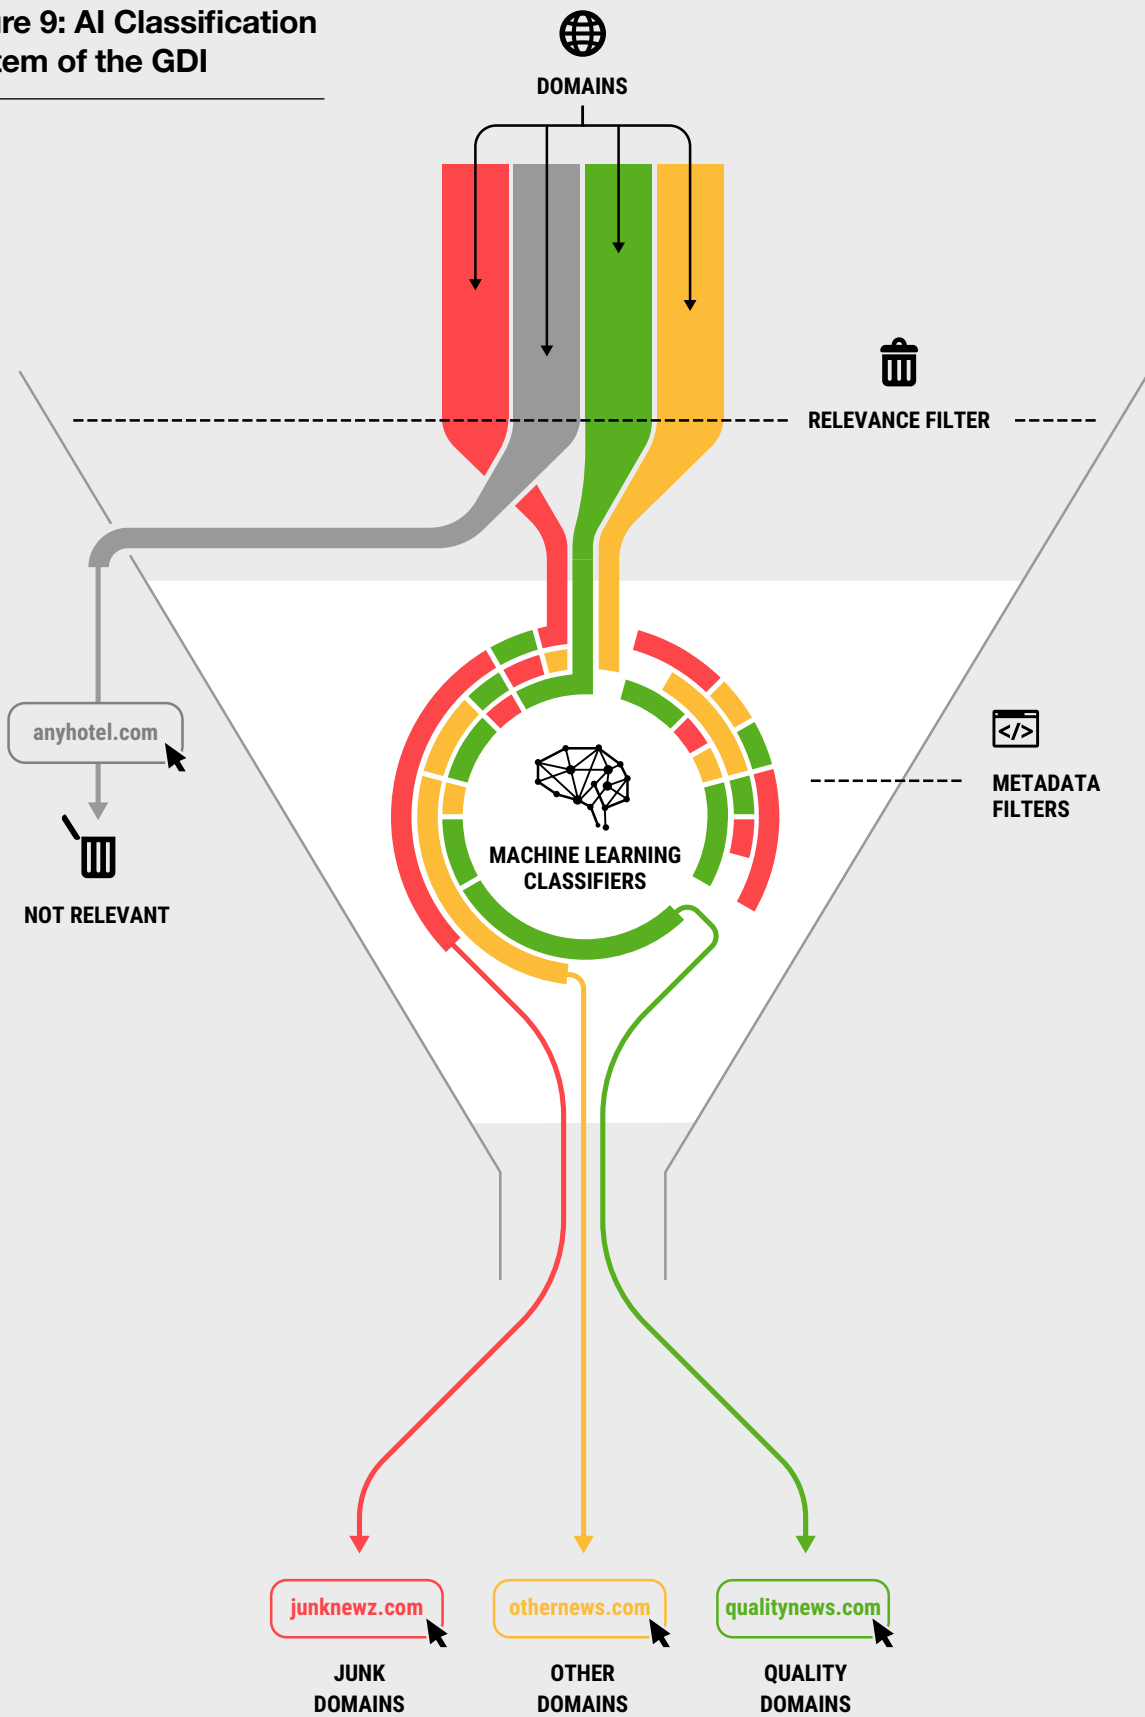 re 9: AI Classification
tem of the GDI
DOMAINS
RELEVANCE FILTER
anyhotel.com
</>
METADATA
FILTERS
MACHINE LEARNING
CLASSIFIERS
NOT RELEVANT
junknewz.com
othernews.com
qualitynews.com
JUNK
DOMAINS
OTHER
DOMAINS
QUALITY
DOMAINS